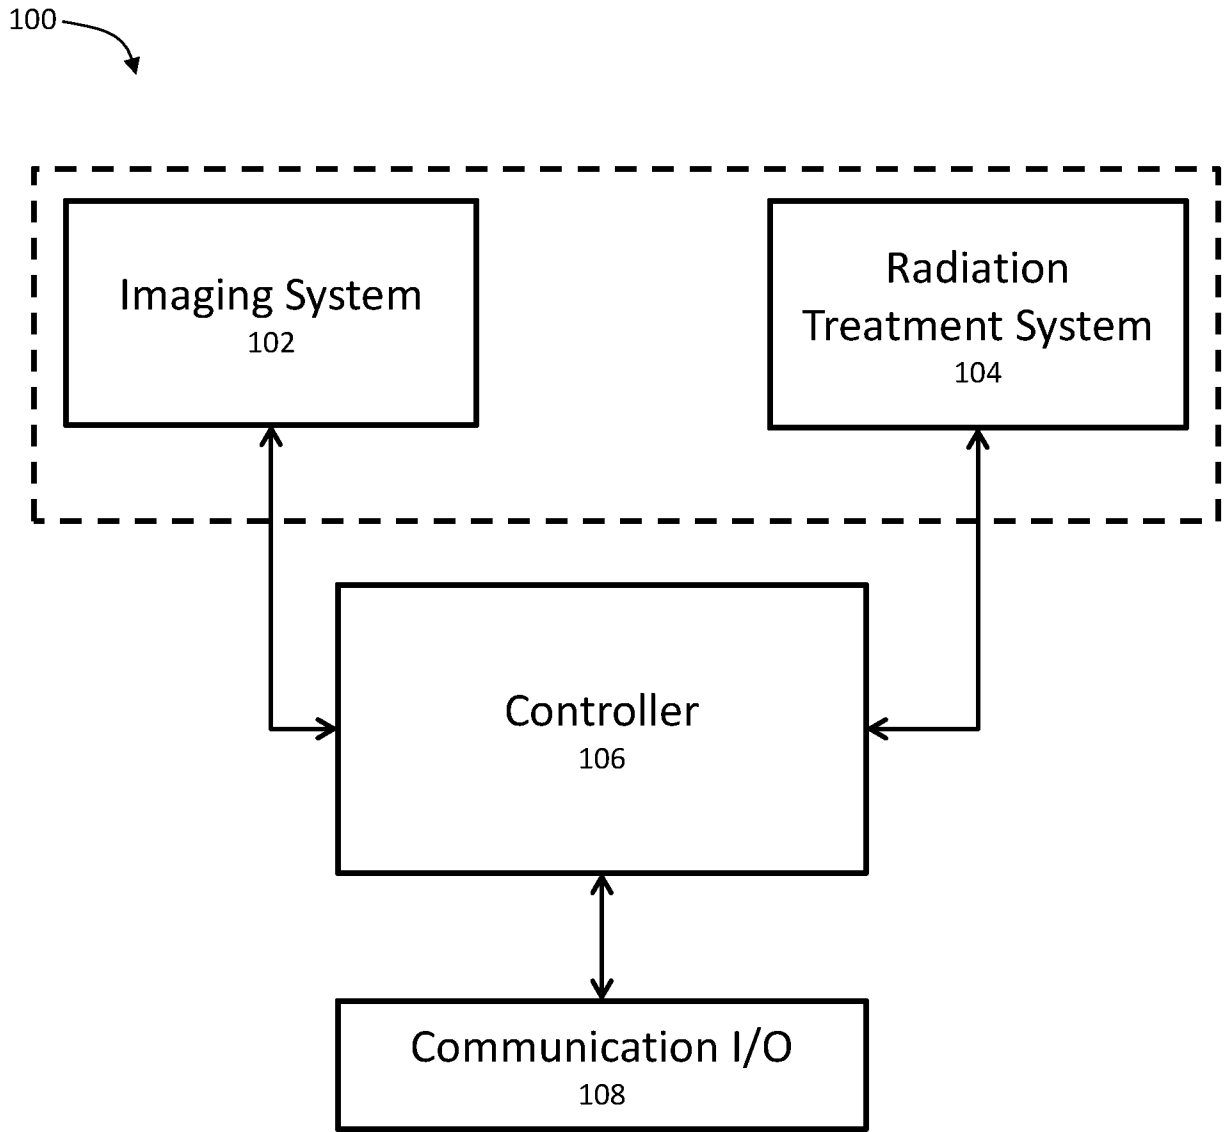 100
Imaging System
102
Radiation
Treatment System
104
Controller
106
Communication I/O
108